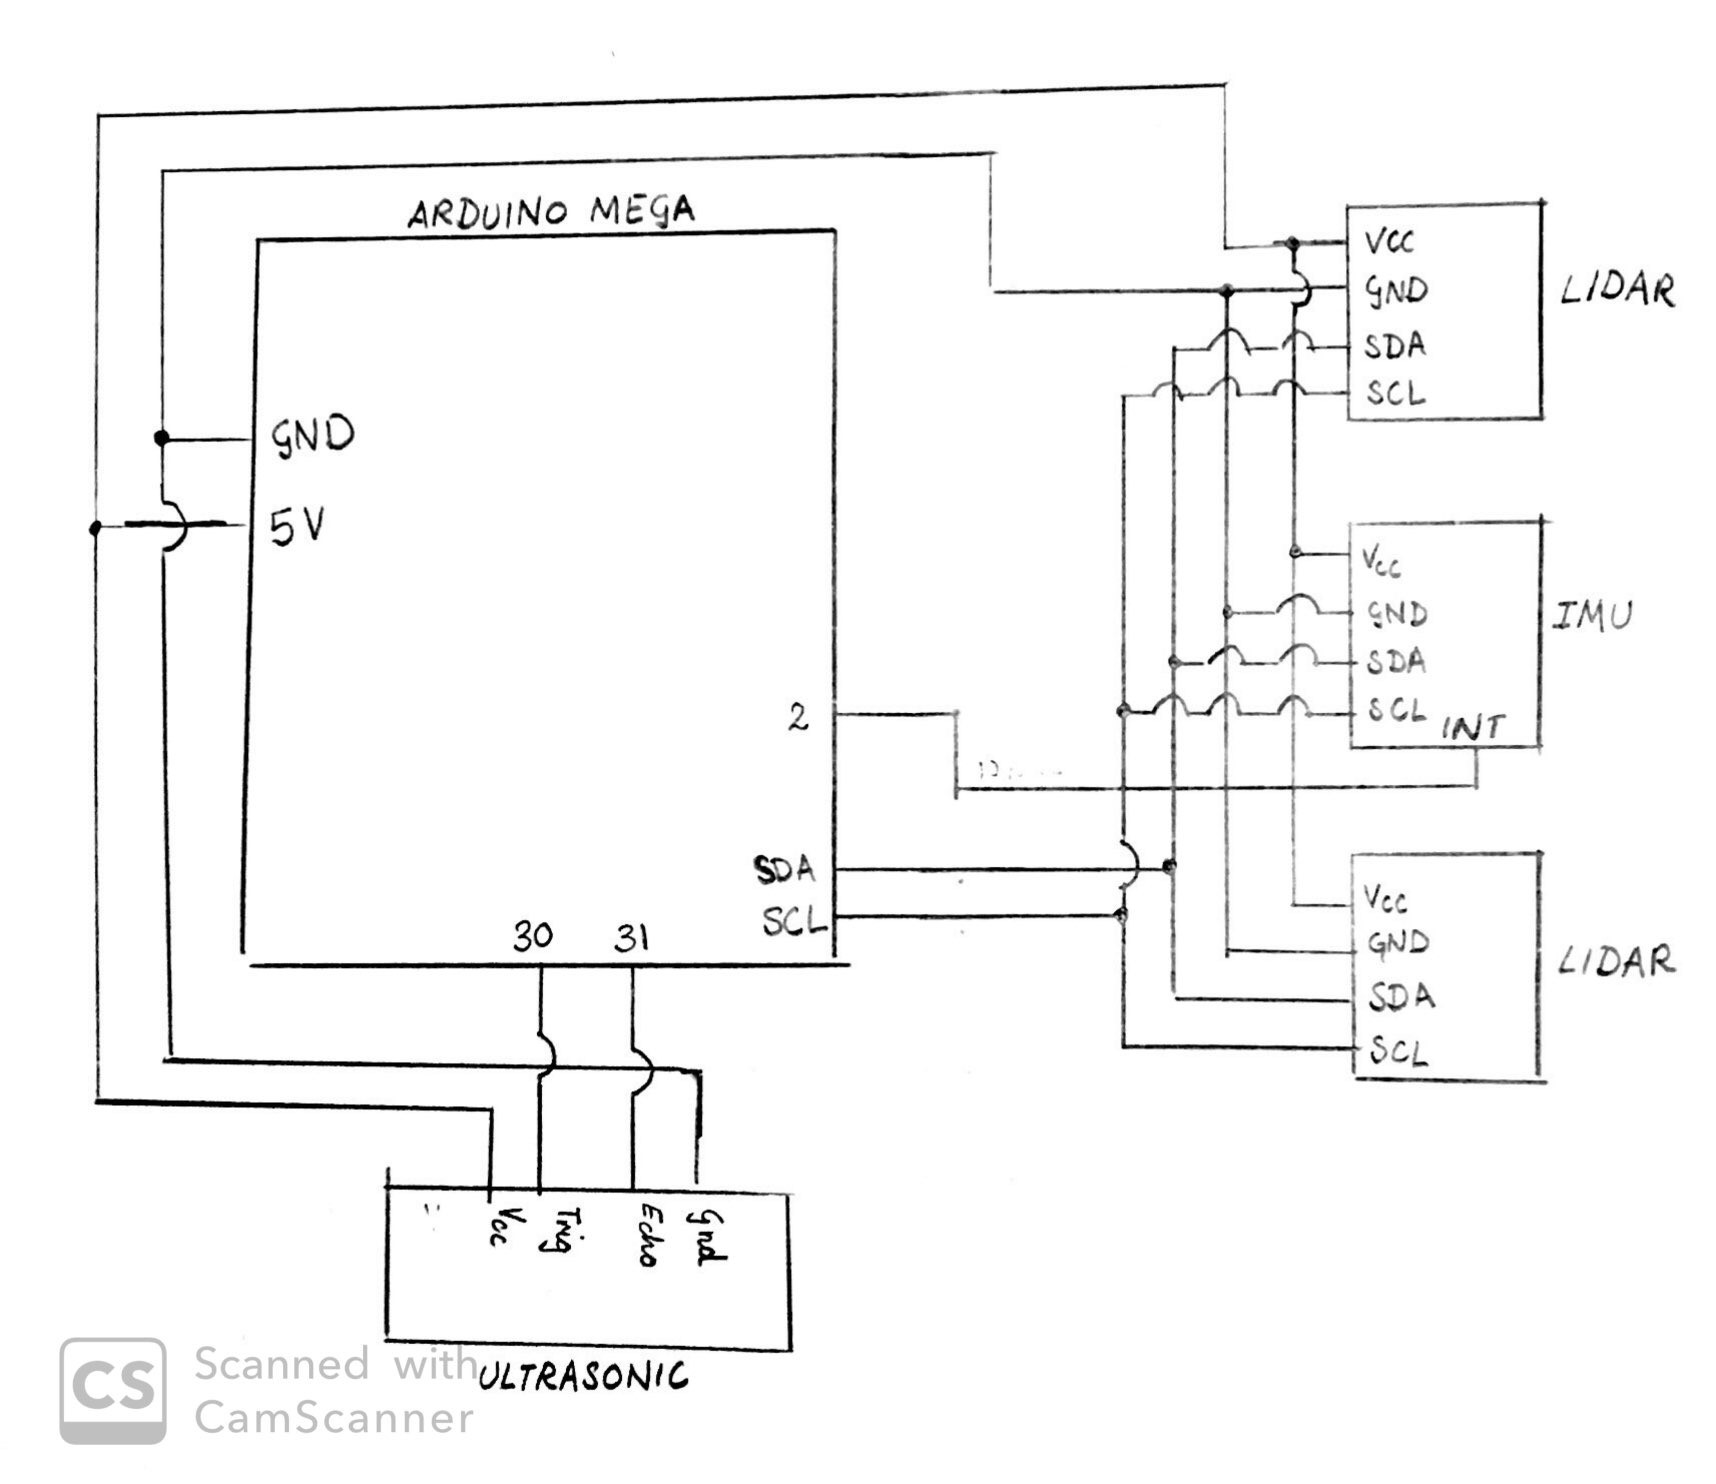 ARDUINO MEGA
GND
5V
2
SDA
SCL
30
31
VCC
GND
SDA
SCL
LIDAR
Vcc
GND
SDA
SCL
INT
IMU
Vcc
GND
SDA
SCL
LIDAR
Vcc
Trig
Echo
Gnd
ULTRASONIC
CS
Scanned with
CamScanner